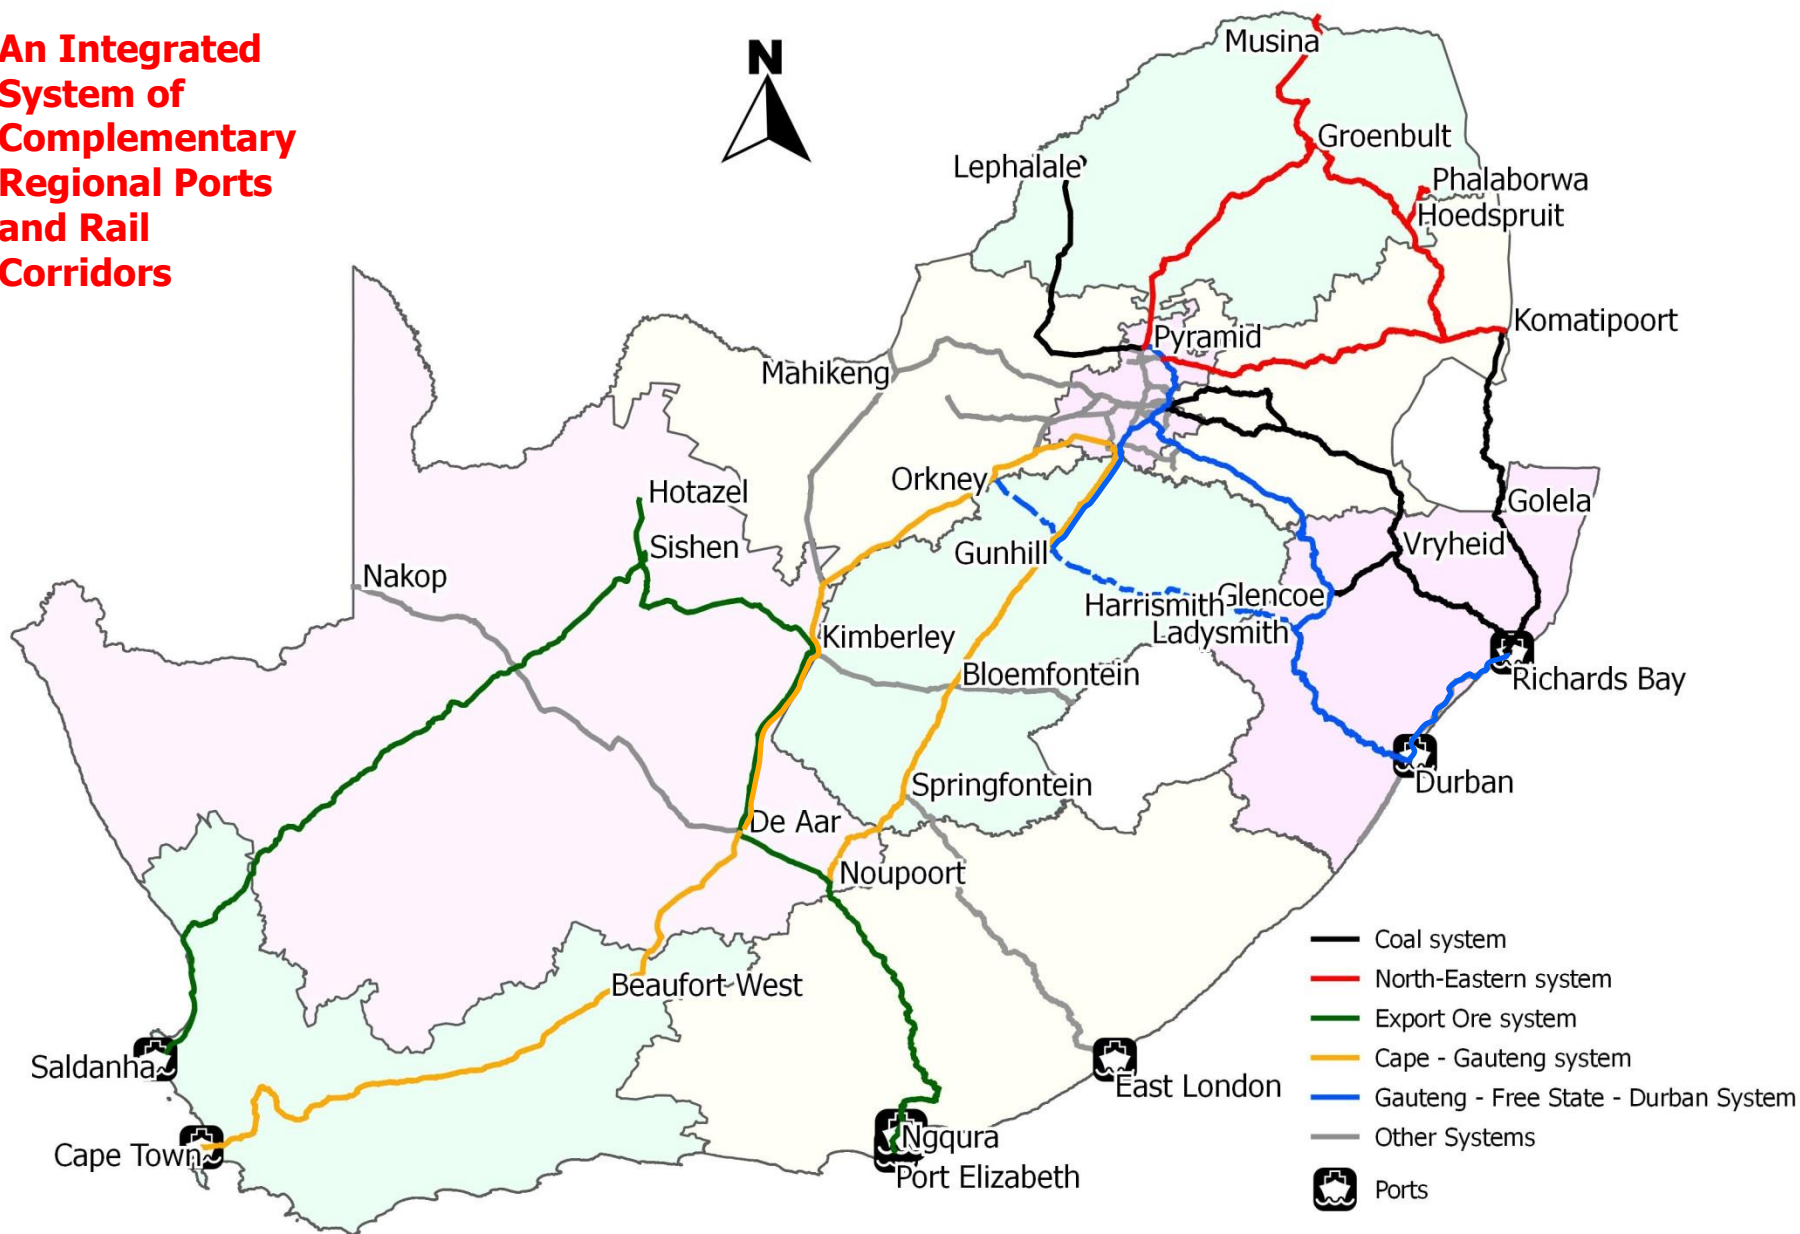 An Integrated
System of
Complementary
Regional Ports
and Rail
Corridors
N
Musina
Groenbult
Lephalale
Phalaborwa
Hoedspruit
Komatipoort
Pyramid
Mahikeng
Orkney
Hotazel
Golela
Sishen
Gunhill
Vryheid
Nakop
Harrismith
Glencoe
Ladysmith
Kimberley
Bloemfontein
Richards Bay
Springfontein
Durban
De Aar
Noupoort
Beaufort West
Saldanha
East London
Cape Town
Ngqura
Port Elizabeth
Coal system
North-Eastern system
Export Ore system
Cape - Gauteng system
Gauteng - Free State - Durban System
Other Systems
Ports